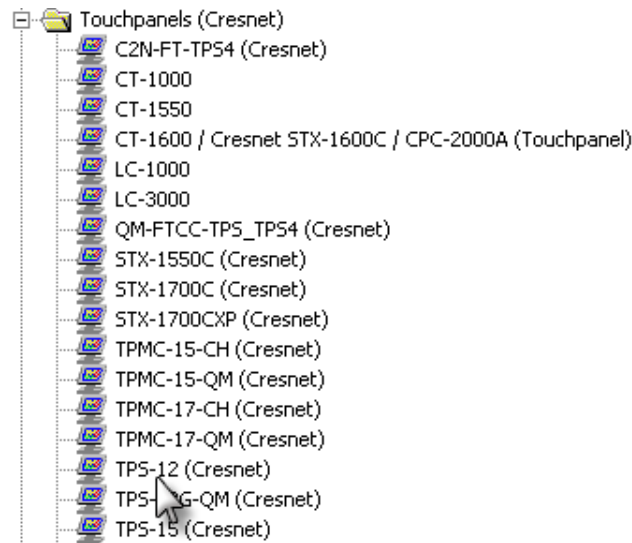 Touchpanels (Cresnet)
C2N-FT-TPS4 (Cresnet)
CT-1000
CT-1550
CT-1600 / Cresnet STX-1600C / CPC-2000A (Touchpanel)
LC-1000
LC-3000
QM-FTCC-TPS_TPS4 (Cresnet)
STX-1550C (Cresnet)
STX-1700C (Cresnet)
STX-1700CXP (Cresnet)
TPMC-15-CH (Cresnet)
TPMC-15-QM (Cresnet)
TPMC-17-CH (Cresnet)
TPMC-17-QM (Cresnet)
TPS-12 (Cresnet)
(Cresnet)
TPS-15 (Cresnet)